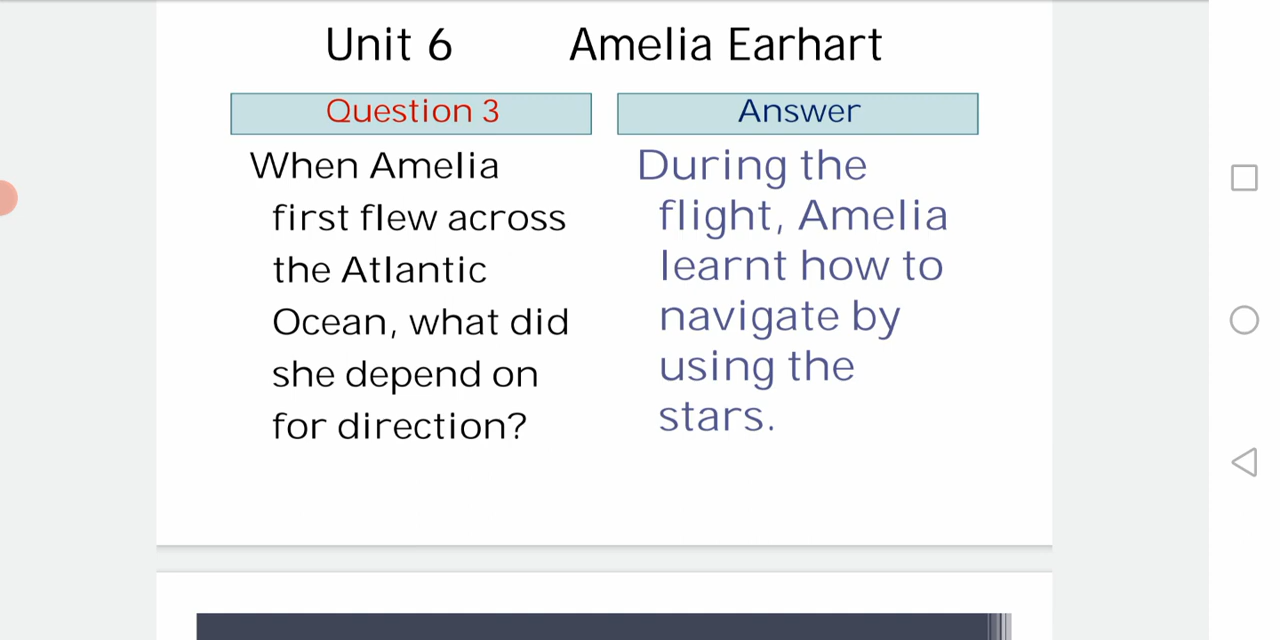 Unit 6 Amelia Earhart
Question 3
When Amelia
first flew across
the Atlantic
Ocean, what did
she depend on
for direction?
Answer
During the
flight, Amelia
learnt how to
navigate by
using the
stars.